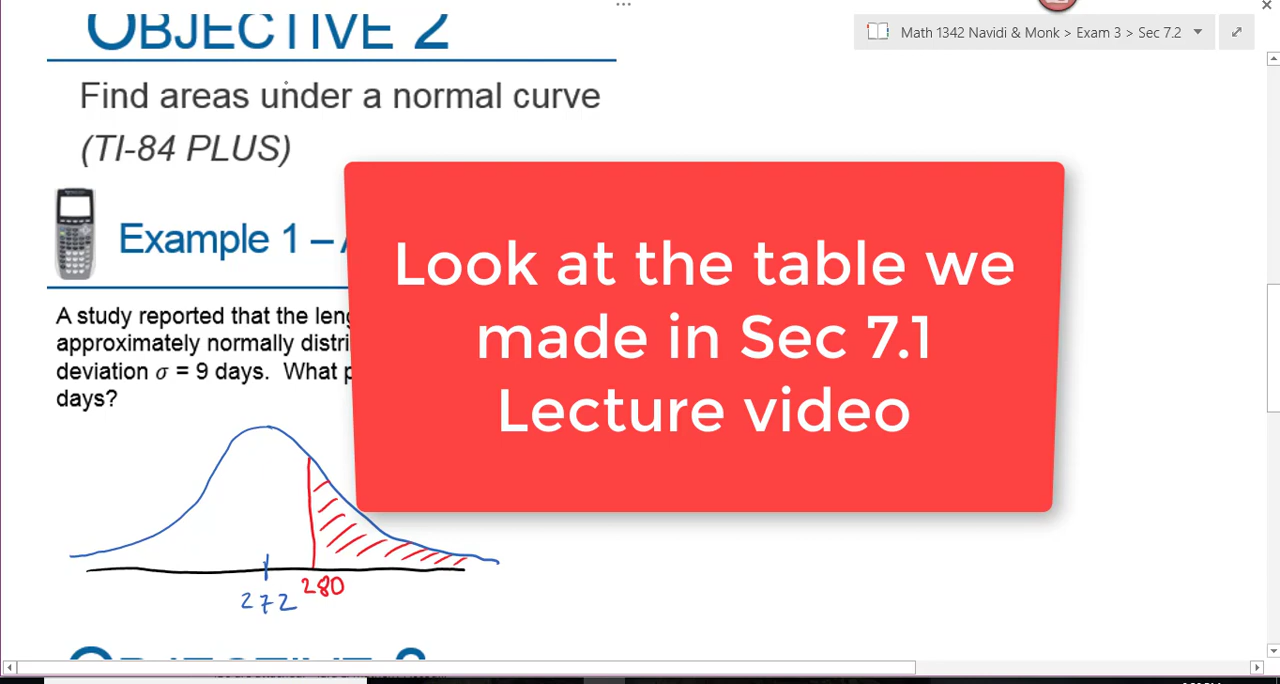 OBJECTIVE 2
Math 1342 Navidi & Monk > Exam 3 > Sec 7.2
Find areas under a normal curve
(TI-84 PLUS)
Example 1 –
Look at the table we
made in Sec 7.1
Lecture video
A study reported that the
approximately normally
deviation σ = 9 days. What
days?
272
280